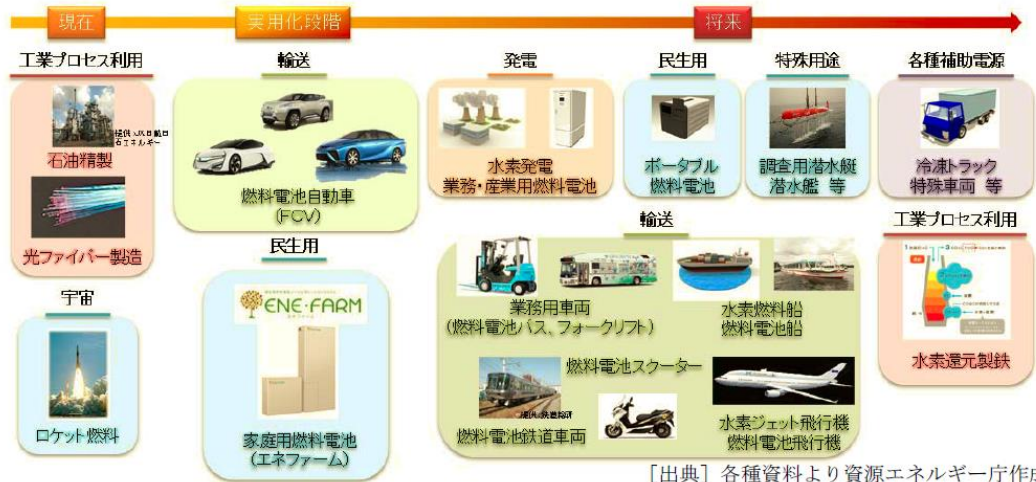 現在
実用化段階
将来
工業プロセス利用
石油精製
光ファイバー製造
宇宙
ロケット燃料
輸送
燃料電池自動車
(FCV)
民生用
ENE・FARM
家庭用燃料電池
(エネファーム)
発電
水素発電
業務・産業用燃料電池
民生用
ポータブル
燃料電池
特殊用途
調査用潜水艇
潜水艦 等
各種補助電源
冷凍トラック
特殊車両 等
輸送
業務用車両
(燃料電池バス、フォークリフト)
水素燃料船
燃料電池船
燃料電池スクーター
燃料電池鉄道車両
水素ジェット飛行機
燃料電池飛行機
工業プロセス利用
水素還元製鉄
[出典] 各種資料より資源エネルギー庁作成